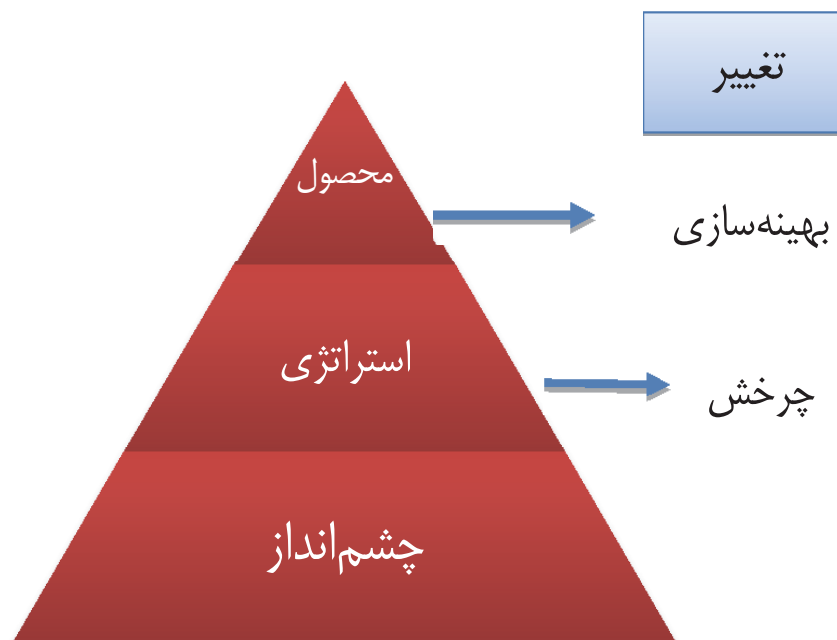 تغییر
محصول
بهینه‌سازی
استراتژی
چرخش
چشم‌انداز